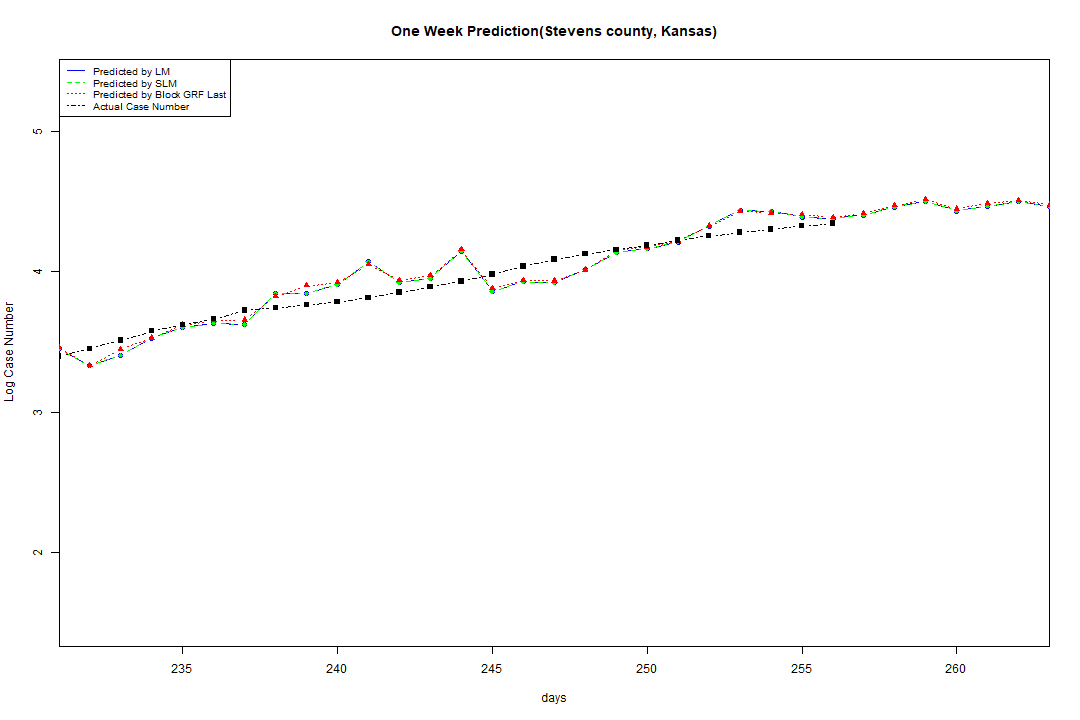 One Week Prediction(Stevens county, Kansas)
Predicted by LM
Predicted by SLM
Predicted by Block GRF Last
Actual Case Number
5
4
3
2
Log Case Number
235 240 245 250 255 260
days